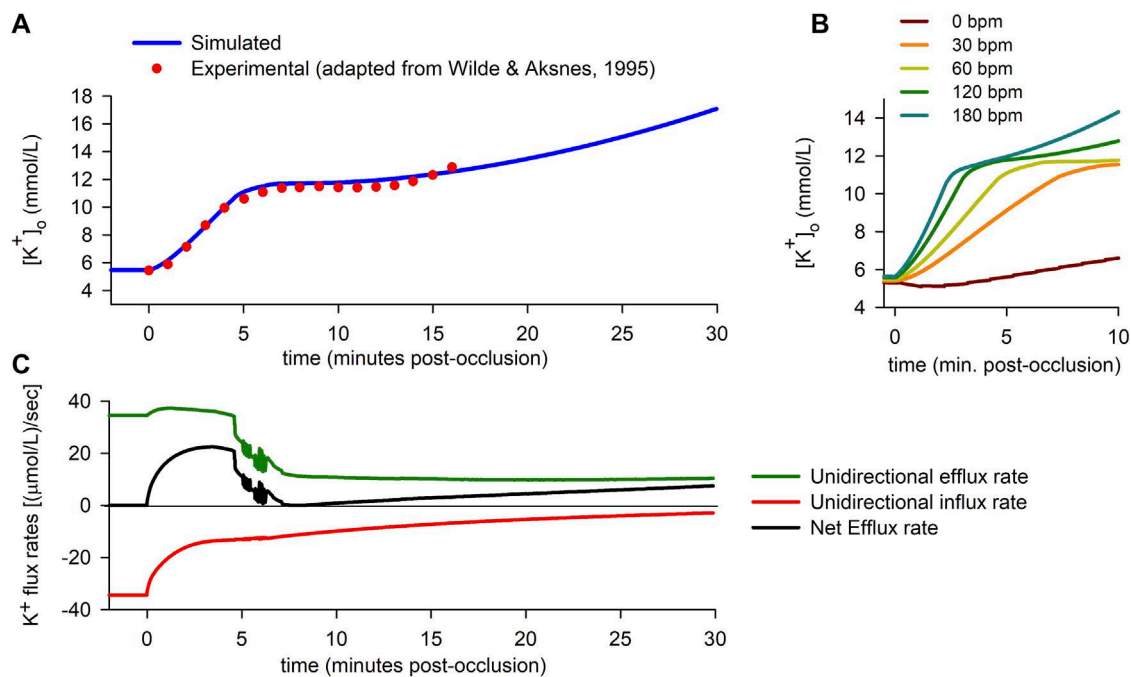 A
Simulated
Experimental (adapted from Wilde & Aksnes, 1995)
[K+]o (mmol/L)
18
16
14
12
10
8
6
4
0 5 10 15 20 25 30
time (minutes post-occlusion)
B
0 bpm
30 bpm
60 bpm
120 bpm
180 bpm
[K+]o (mmol/L)
14
12
10
8
6
4
0 5 10
time (min. post-occlusion)
C
K+ flux rates [(μmol/L)/sec]
40
20
0
-20
-40
0 5 10 15 20 25 30
time (minutes post-occlusion)
Unidirectional efflux rate
Unidirectional influx rate
Net Efflux rate